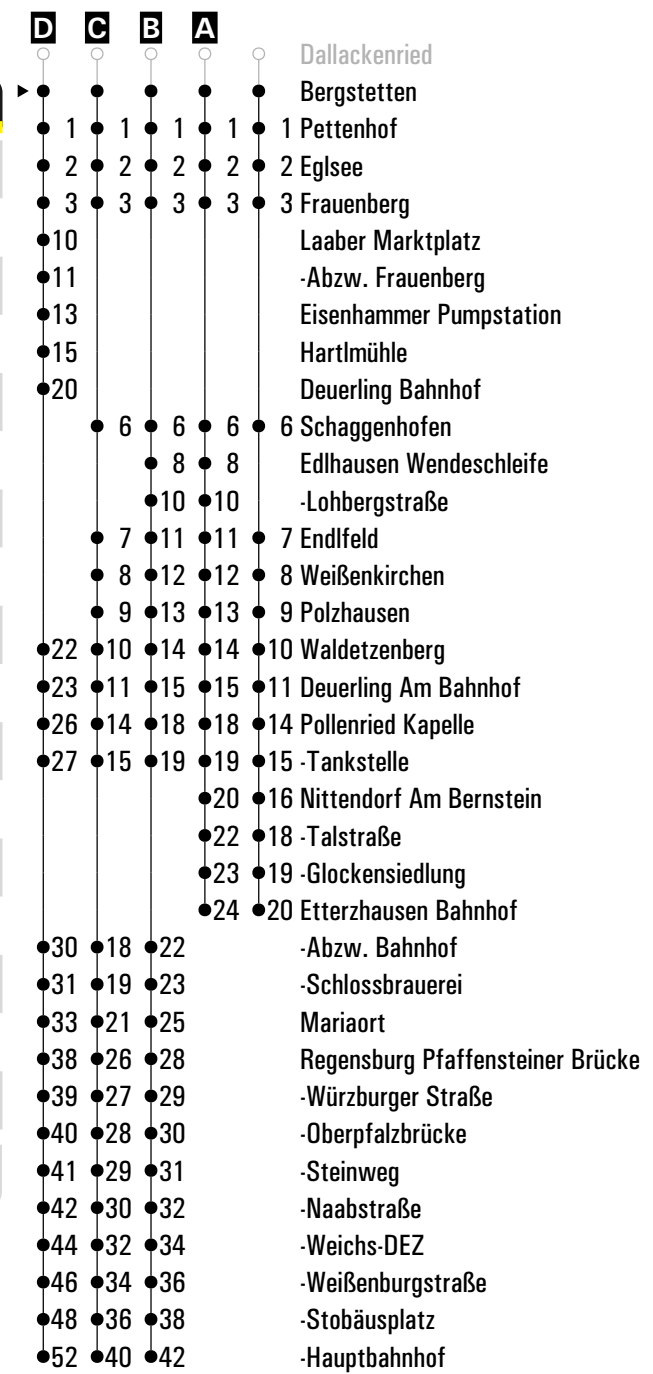 D C B A
Dallackenried
Bergstetten
1 1 1 1 1 Pettenhof
2 2 2 2 2 Eglsee
3 3 3 3 3 Frauenberg
10 Laaber Marktplatz
11 -Abzw. Frauenberg
13 Eisenhammer Pumpstation
15 Hartlmühle
20 Deuerling Bahnhof
6 6 6 6 Schaggenhofen
8 8 Edlhausen Wendeschleife
10 10 -Lohbergstraße
7 11 11 7 Endlfeld
8 12 12 8 Weißenkirchen
9 13 13 9 Polzhausen
22 10 14 14 10 Waldetzenberg
23 11 15 15 11 Deuerling Am Bahnhof
26 14 18 18 14 Pollenried Kapelle
27 15 19 19 15 -Tankstelle
20 16 Nittendorf Am Bernstein
22 18 -Talstraße
23 19 -Glockensiedlung
24 20 Etterzhausen Bahnhof
30 18 22 -Abzw. Bahnhof
31 19 23 -Schlossbrauerei
33 21 25 Mariaort
38 26 28 Regensburg Pfaffensteiner Brücke
39 27 29 -Würzburger Straße
40 28 30 -Oberpfalzbrücke
41 29 31 -Steinweg
42 30 32 -Naabstraße
44 32 34 -Weichs-DEZ
46 34 36 -Weißenburgstraße
48 36 38 -Stobäusplatz
52 40 42 -Hauptbahnhof